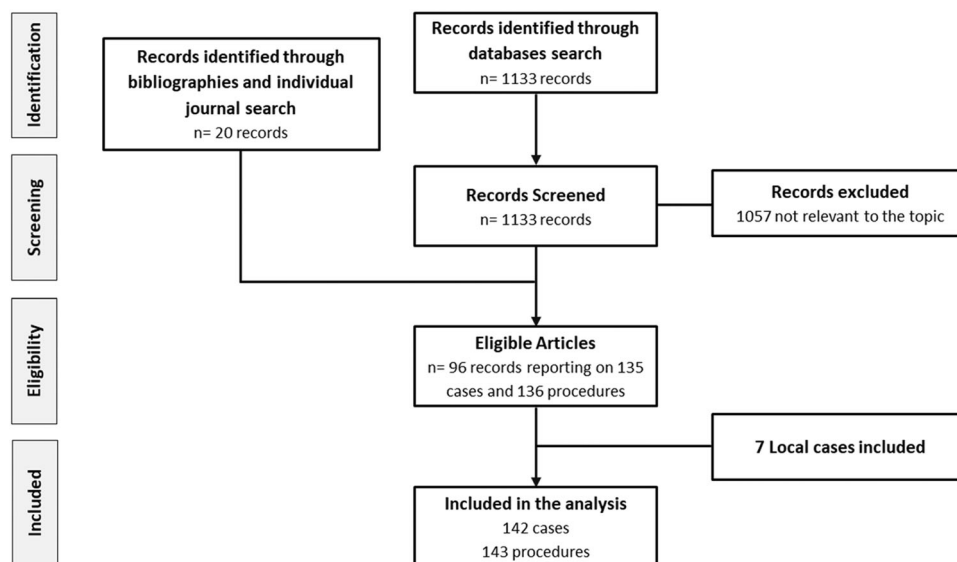 Identification
Records identified through
bibliographies and individual
journal search
n= 20 records
Records identified through
databases search
n= 1133 records
Screening
Records Screened
n= 1133 records
Records excluded
1057 not relevant to the topic
Eligibility
Eligible Articles
n= 96 records reporting on 135
cases and 136 procedures
7 Local cases included
Included
Included in the analysis
142 cases
143 procedures